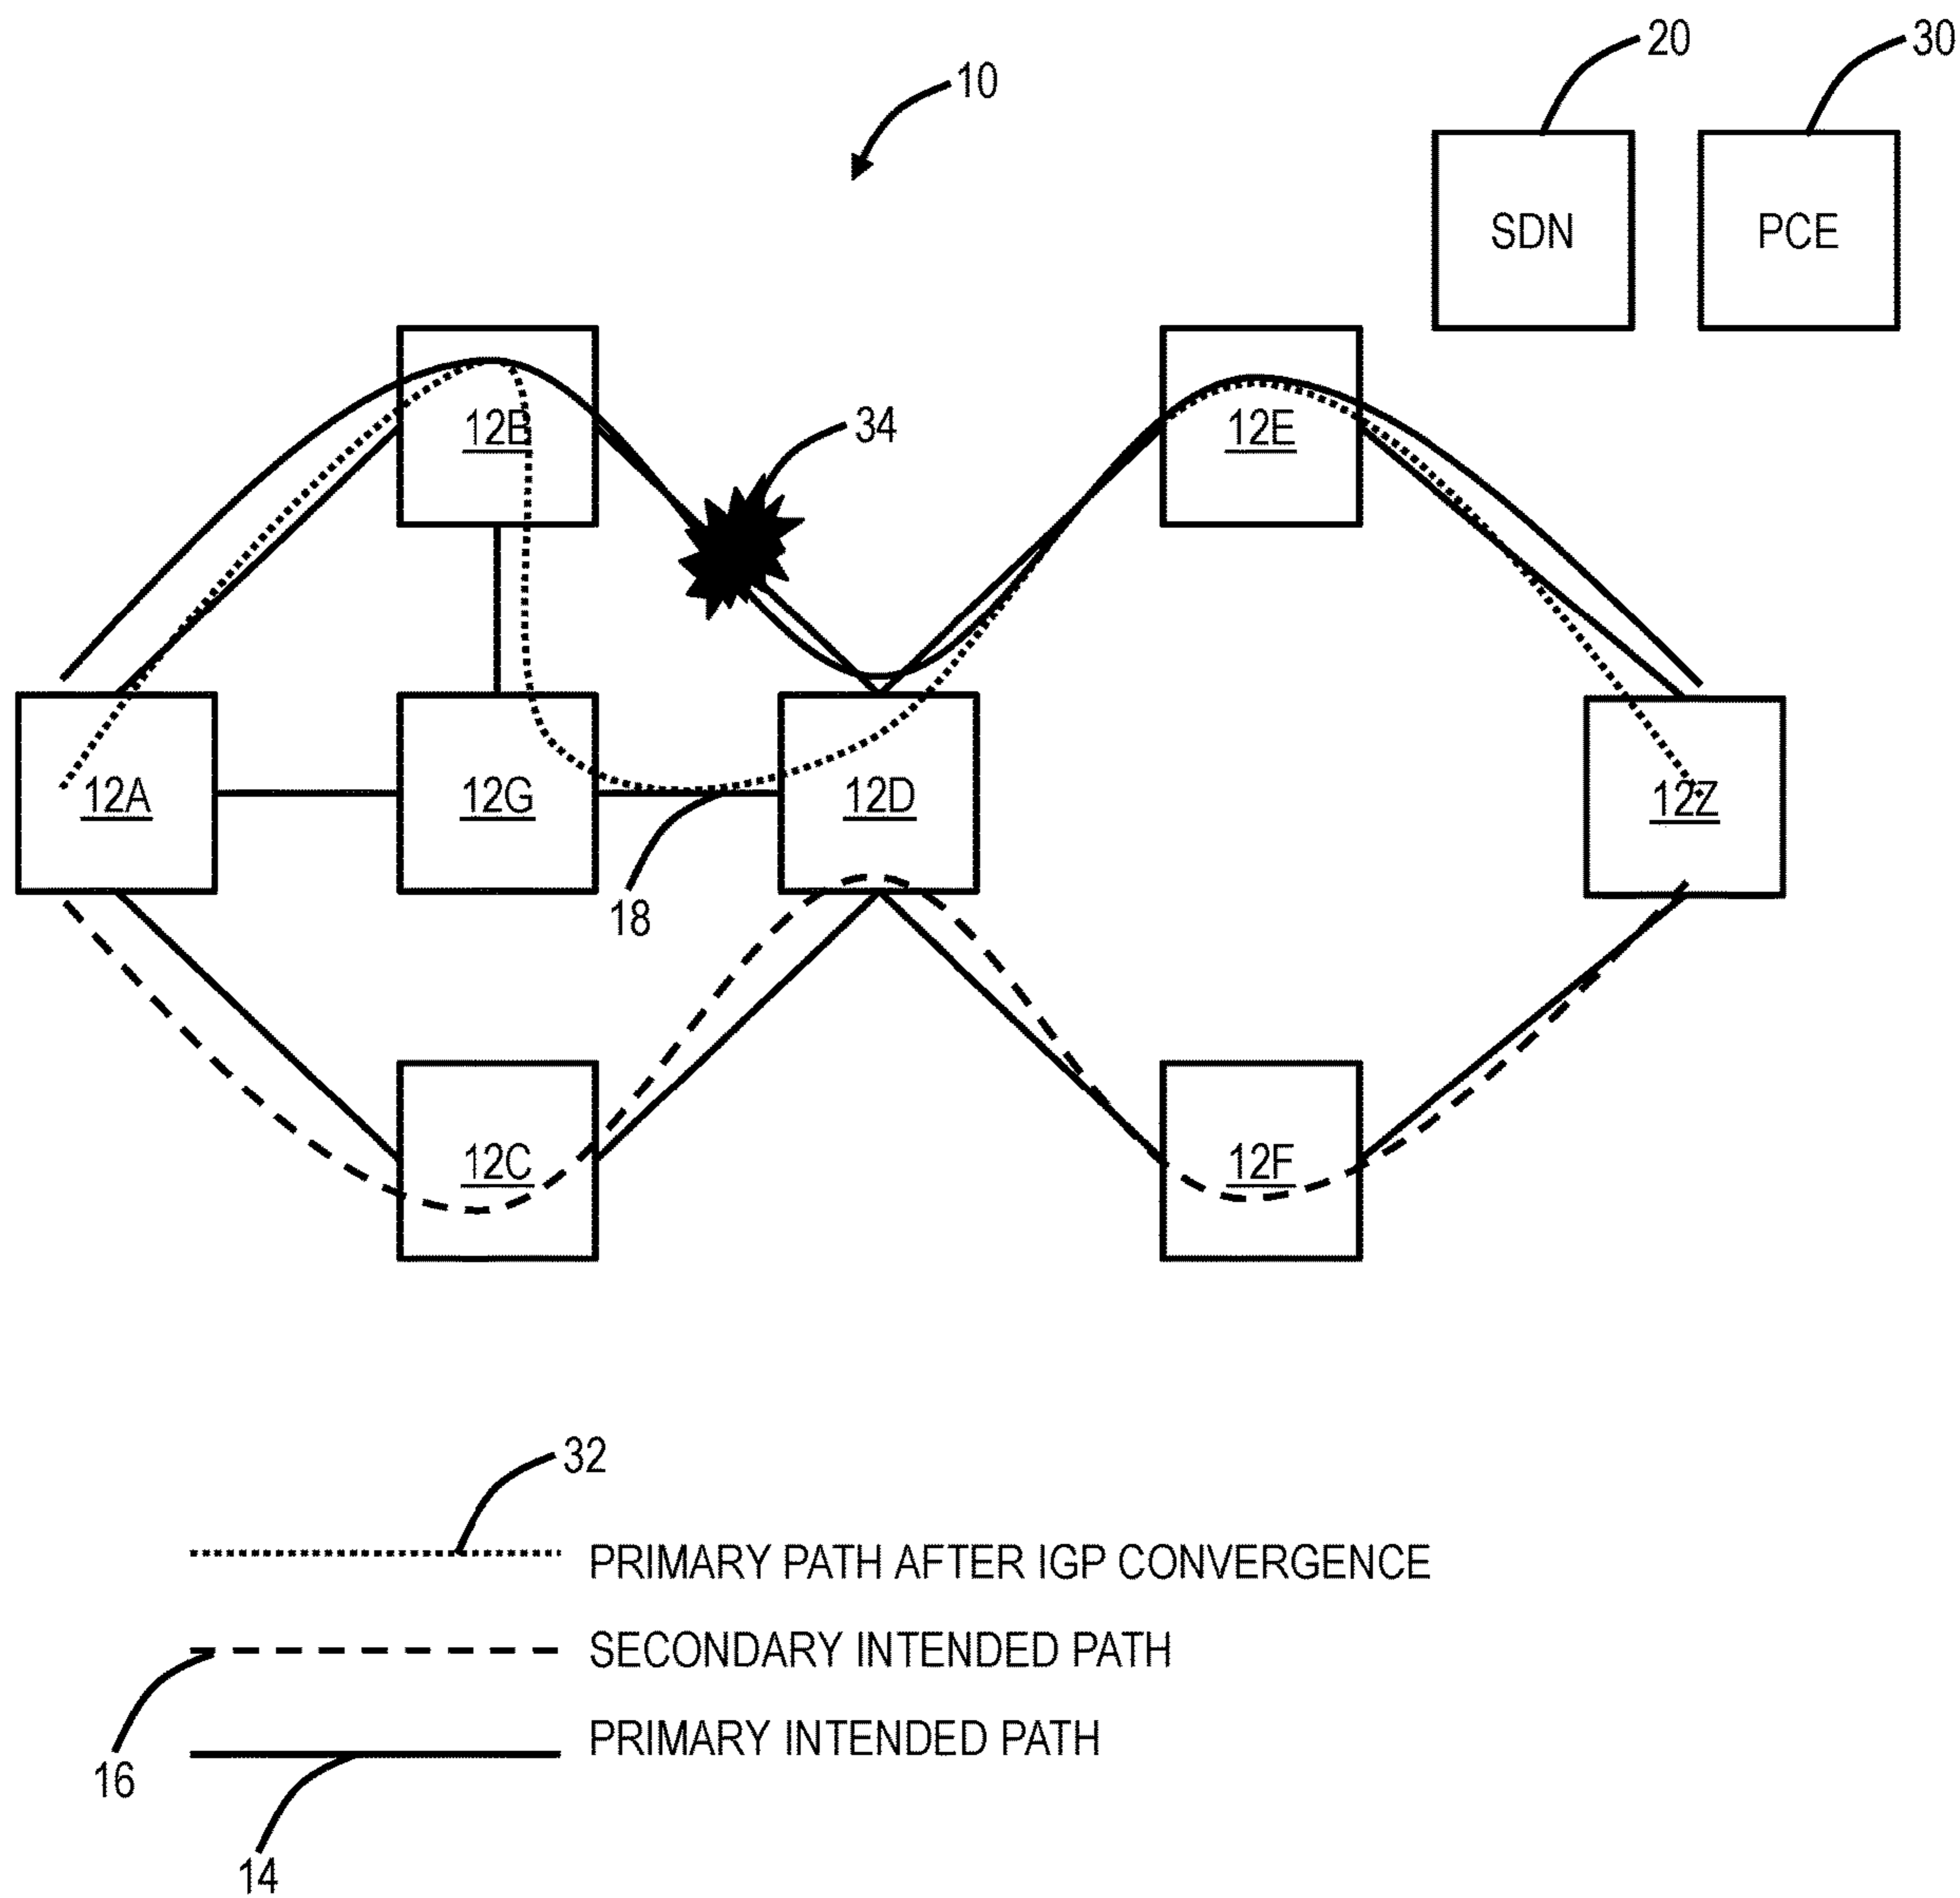 20
30
10
SDN
PCE
12B
34
12E
12A
12G
12D
12Z
18
12C
12F
32
PRIMARY PATH AFTER IGP CONVERGENCE
SECONDARY INTENDED PATH
PRIMARY INTENDED PATH
16
14